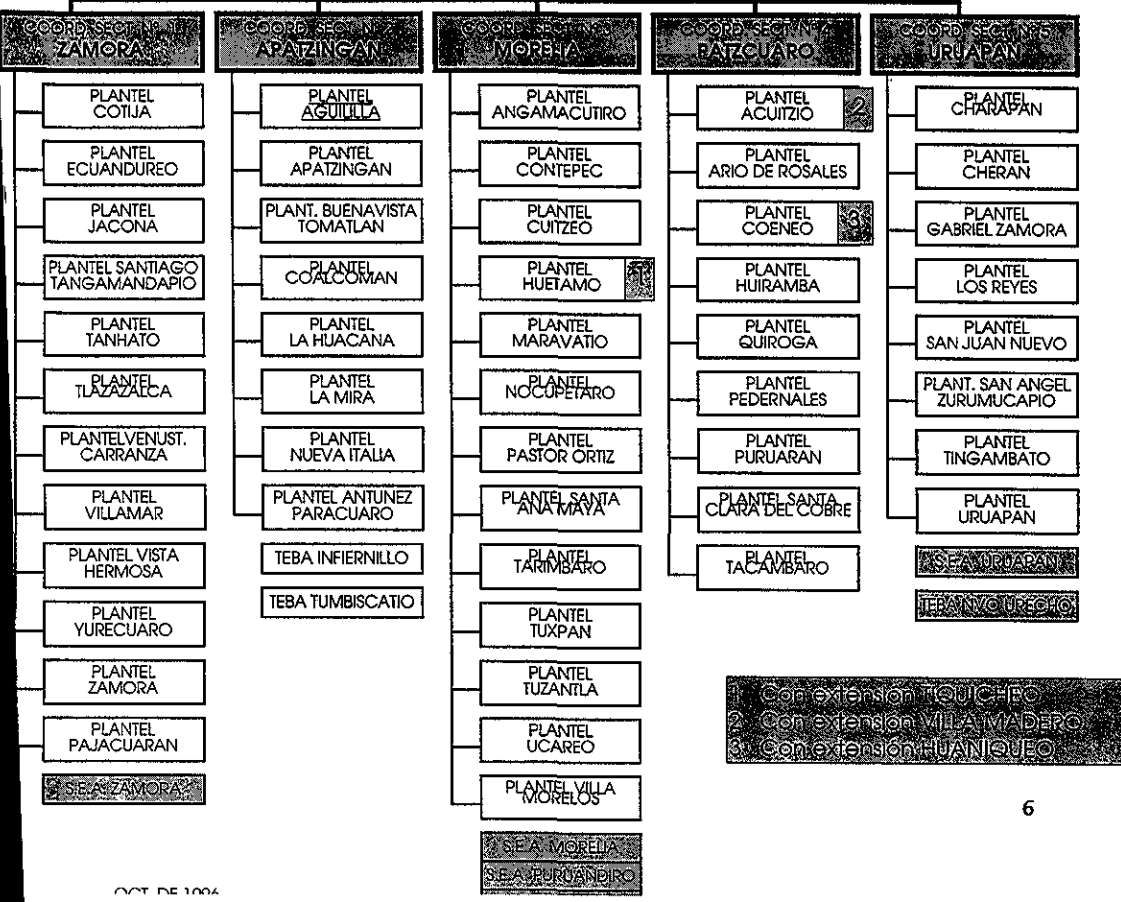 COORD. SECT. Nº 1
ZAMORA
PLANTEL
COTIJA
PLANTEL
ECUANDUREO
PLANTEL
JACONA
PLANTEL SANTIAGO
TANGAMANDAPIO
PLANTEL
TANHATO
PLANTEL
TLAZAZALCA
PLANTELVENUST.
CARRANZA
PLANTEL
VILLAMAR
PLANTEL VISTA
HERMOSA
PLANTEL
YURECUARO
PLANTEL
ZAMORA
PLANTEL
PAJACUARAN
S.E.A. ZAMORA
COORD. SECT. Nº 2
APATZINGAN
PLANTEL
AGUILILLA
PLANTEL
APATZINGAN
PLANT. BUENAVISTA
TOMATLAN
PLANTEL
COALCOMAN
PLANTEL
LA HUACANA
PLANTEL
LA MIRA
PLANTEL
NUEVA ITALIA
PLANTEL ANTUNEZ
PARACUARO
TEBA INFIERNILLO
TEBA TUMBISCATIO
COORD. SECT. Nº 3
MORELIA
PLANTEL
ANGAMACUTIRO
PLANTEL
CONTEPEC
PLANTEL
CUITZEO
PLANTEL
HUETAMO
1
PLANTEL
MARAVATIO
PLANTEL
NOCUPETARO
PLANTEL
PASTOR ORTIZ
PLANTEL SANTA
ANA MAYA
PLANTEL
TARIMBARO
PLANTEL
TUXPAN
PLANTEL
TUZANTLA
PLANTEL
UCAREO
PLANTEL VILLA
MORELOS
S.E.A. MORELIA
S.E.A. PURUANDIRO
COORD. SECT. Nº 4
PATZCUARO
PLANTEL
ACUITZIO
2
PLANTEL
ARIO DE ROSALES
PLANTEL
COENEO
3
PLANTEL
HUIRAMBA
PLANTEL
QUIROGA
PLANTEL
PEDERNALES
PLANTEL
PURUARAN
PLANTEL SANTA
CLARA DEL COBRE
PLANTEL
TACAMBARO
COORD. SECT. Nº 5
URUAPAN
PLANTEL
CHARAPAN
PLANTEL
CHERAN
PLANTEL
GABRIEL ZAMORA
PLANTEL
LOS REYES
PLANTEL
SAN JUAN NUEVO
PLANT. SAN ANGEL
ZURUMUCAPIO
PLANTEL
TINGAMBATO
PLANTEL
URUAPAN
S.E.A. URUAPAN
TEBA NVO. URECHO
1 Con extensión TIQUICHEO
2 Con extensión VILLA MADERO
3 Con extensión HUANIQUEO
6
OCT. DE 1996